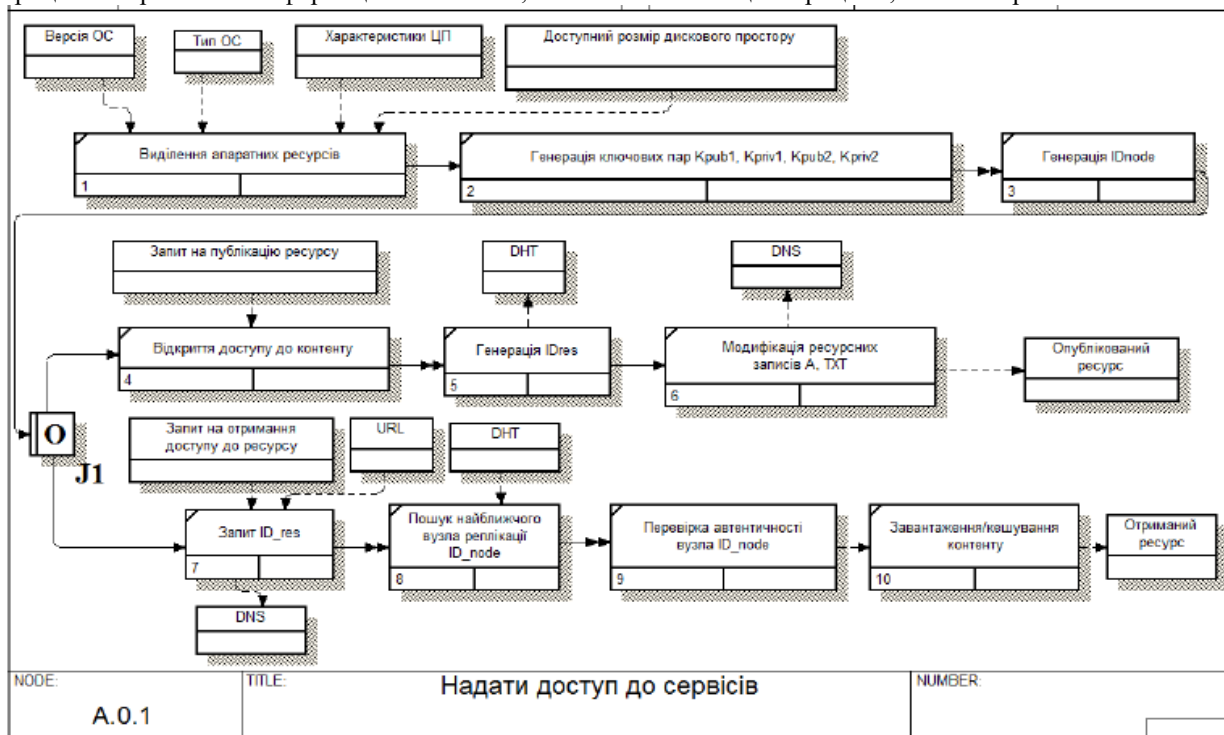 Версія ОС
Тип ОС
Характеристики ЦП
Доступний розмір дискового простору
Виділення апаратних ресурсів
1
Генерація ключових пар Kpub1, Kpriv1, Kpub2, Kpriv2
2
Генерація IDnode
3
Запит на публікацію ресурсу
DHT
DNS
Відкриття доступу до контенту
4
Генерація IDres
5
Модифікація ресурсних
записів А, ТХТ
6
Опублікований
ресурс
O
J1
Запит на отримання
доступу до ресурсу
URL
DHT
Запит ID_res
7
Пошук найближчого
вузла реплікації
ID_node
8
Перевірка автентичності
вузла ID_node
9
Завантаження/кешування
контенту
10
Отриманий
ресурс
DNS
NODE:
A.0.1
TITLE:
Надати доступ до сервісів
NUMBER: